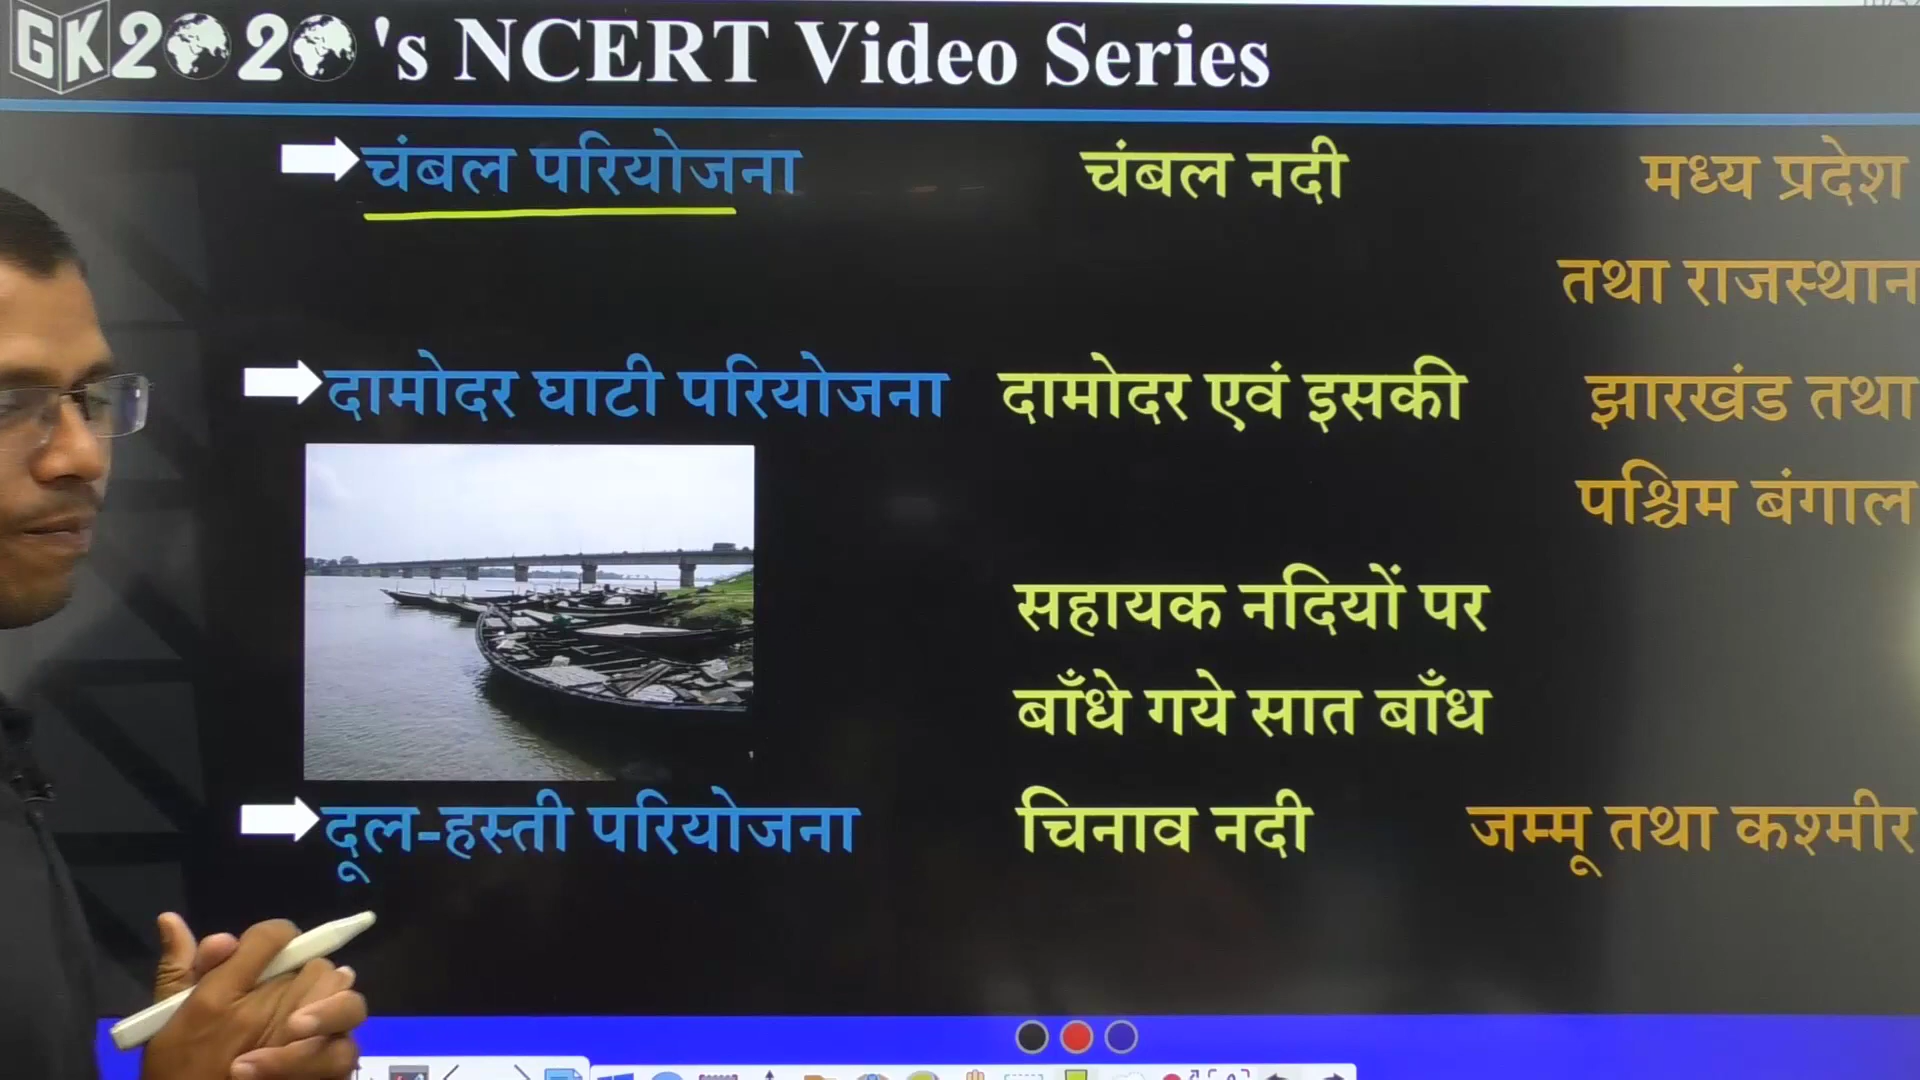 GK2020's NCERT Video Series
चंबल परियोजना चंबल नदी मध्य प्रदेश
तथा राजस्थान
दामोदर घाटी परियोजना दामोदर एवं इसकी झारखंड तथा
पश्चिम बंगाल
सहायक नदियों पर
बाँधे गये सात बाँध
दूल-हस्ती परियोजना चिनाव नदी जम्मू तथा कश्मीर